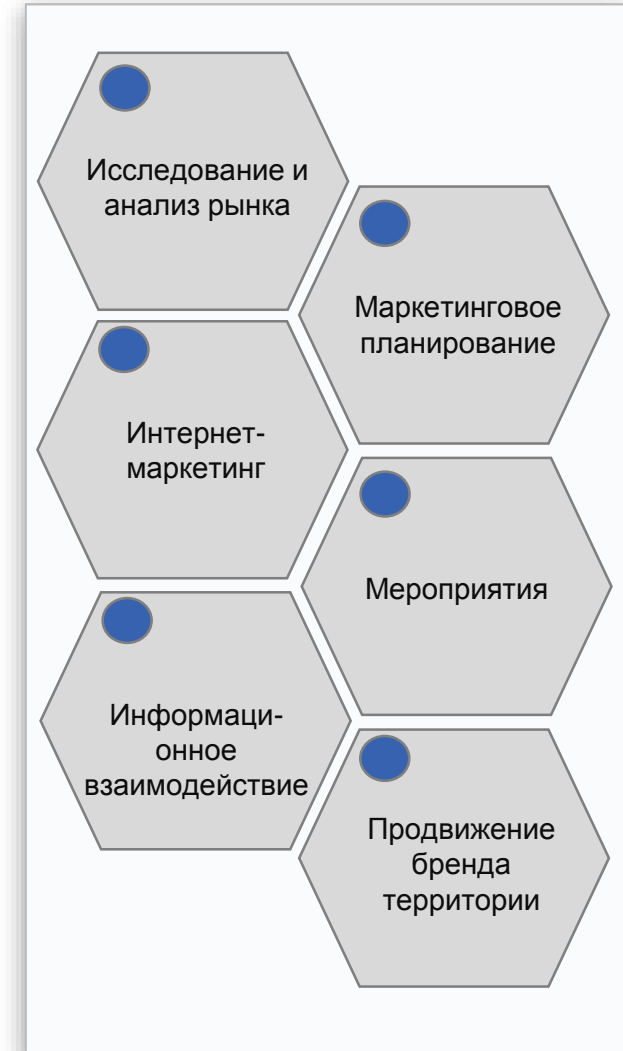 Исследование и
анализ рынка
Маркетинговое
планирование
Интернет-
маркетинг
Мероприятия
Информаци-
онное
взаимодействие
Продвижение
бренда
территории